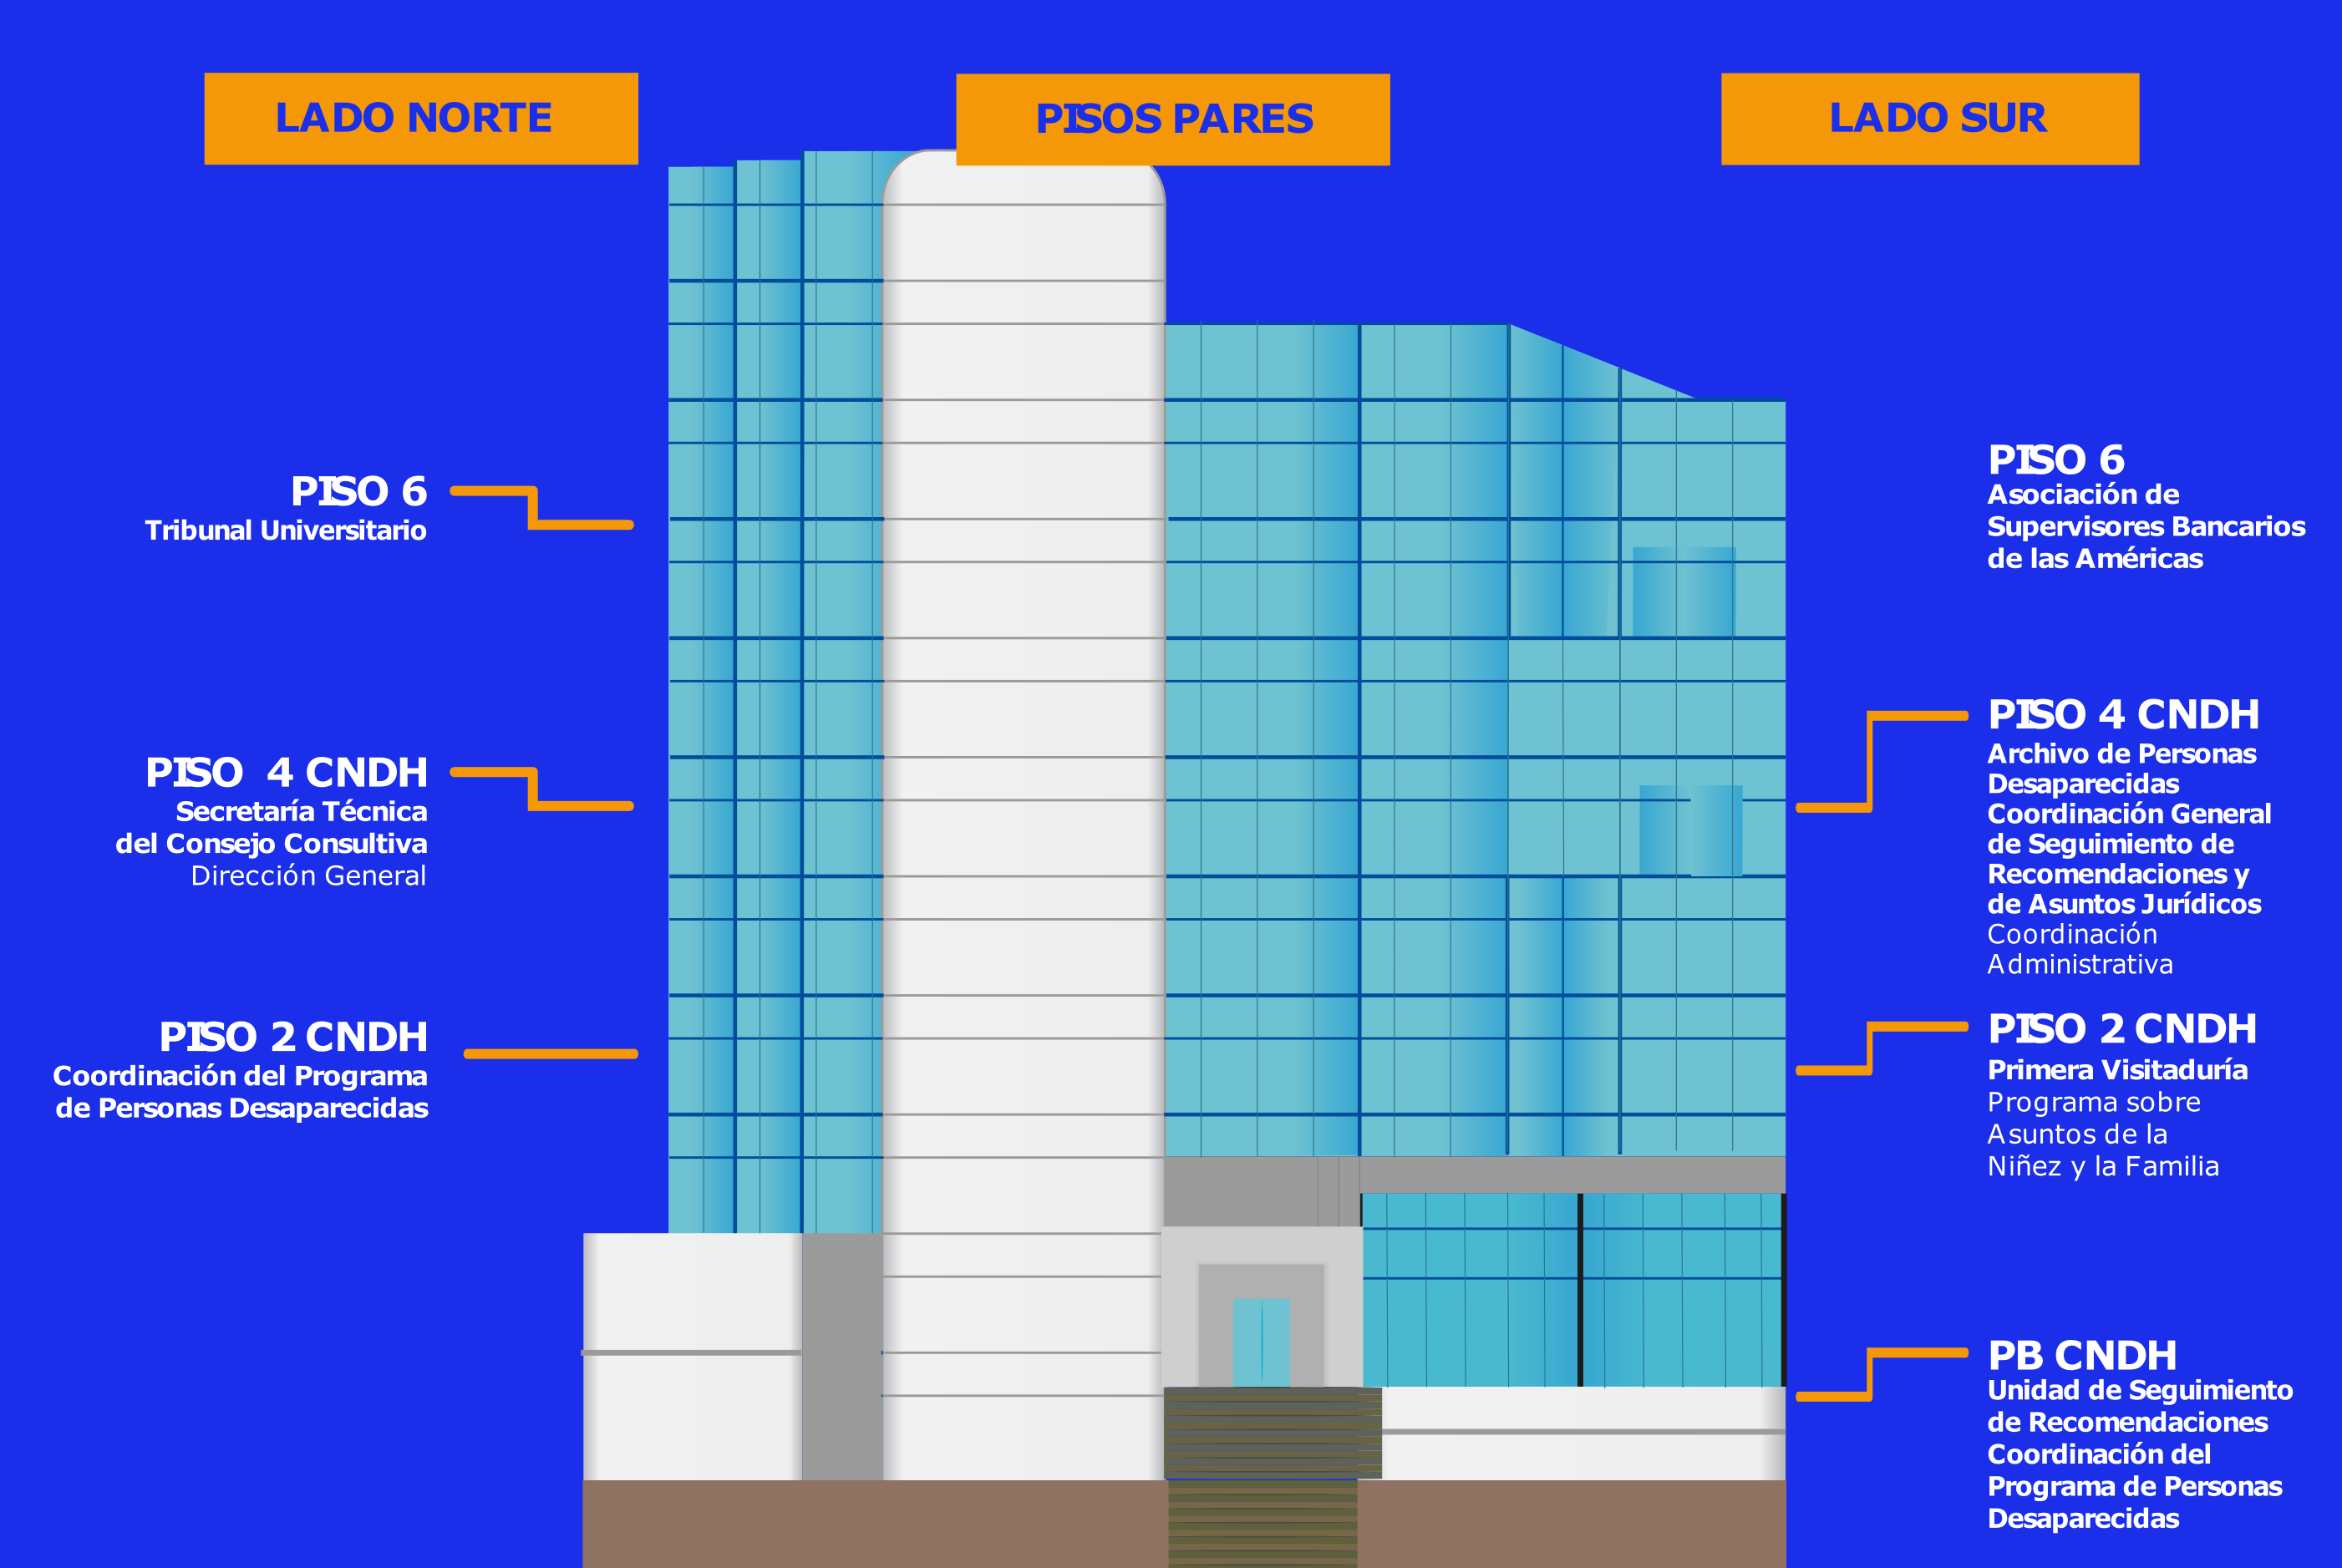 LADO NORTE
PISOS PARES
LADO SUR
PISO 6
Tribunal Universitario
PISO 4 CNDH
Secretaría Técnica
del Consejo Consultiva
Dirección General
PISO 2 CNDH
Coordinación del Programa
de Personas Desaparecidas
PISO 6
Asociación de
Supervisores Bancarios
de las Américas
PISO 4 CNDH
Archivo de Personas
Desaparecidas
Coordinación General
de Seguimiento de
Recomendaciones y
de Asuntos Jurídicos
Coordinación
Administrativa
PISO 2 CNDH
Primera Visitaduría
Programa sobre
Asuntos de la
Niñez y la Familia
PB CNDH
Unidad de Seguimiento
de Recomendaciones
Coordinación del
Programa de Personas
Desaparecidas